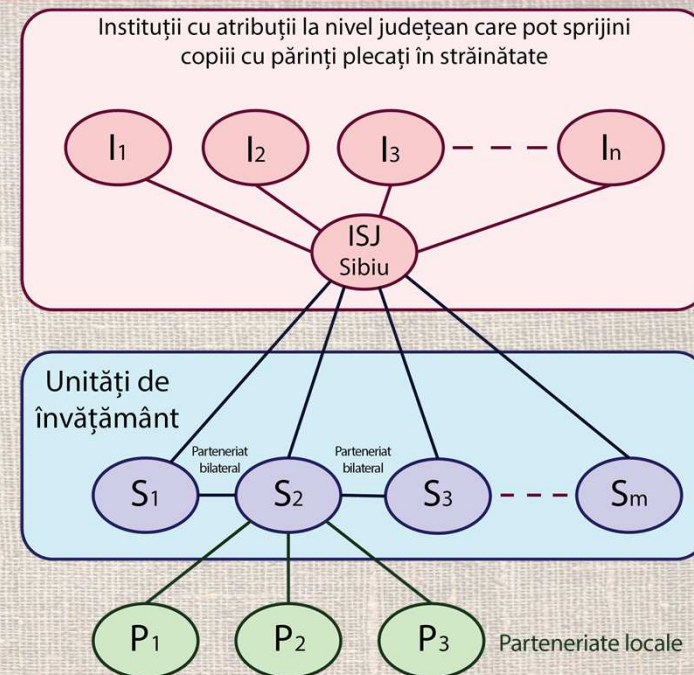 Instituții cu atribuții la nivel județean care pot sprijini
copiii cu părinți plecați în străinătate
I1
I2
I3
In
ISJ
Sibiu
Unități de
învățământ
Parteneriat
bilateral
Parteneriat
bilateral
S1
S2
S3
Sm
P1
P2
P3
Parteneriate locale